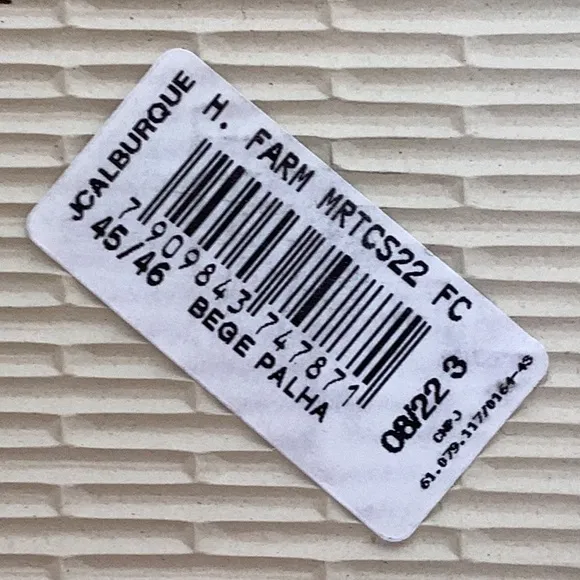 JCALBURQUE
H. FARM MRTCS22 FC
7 909843 747871
45/46
BEGE PALHA
08/22 3
CNPJ
61.079.117/0164-43